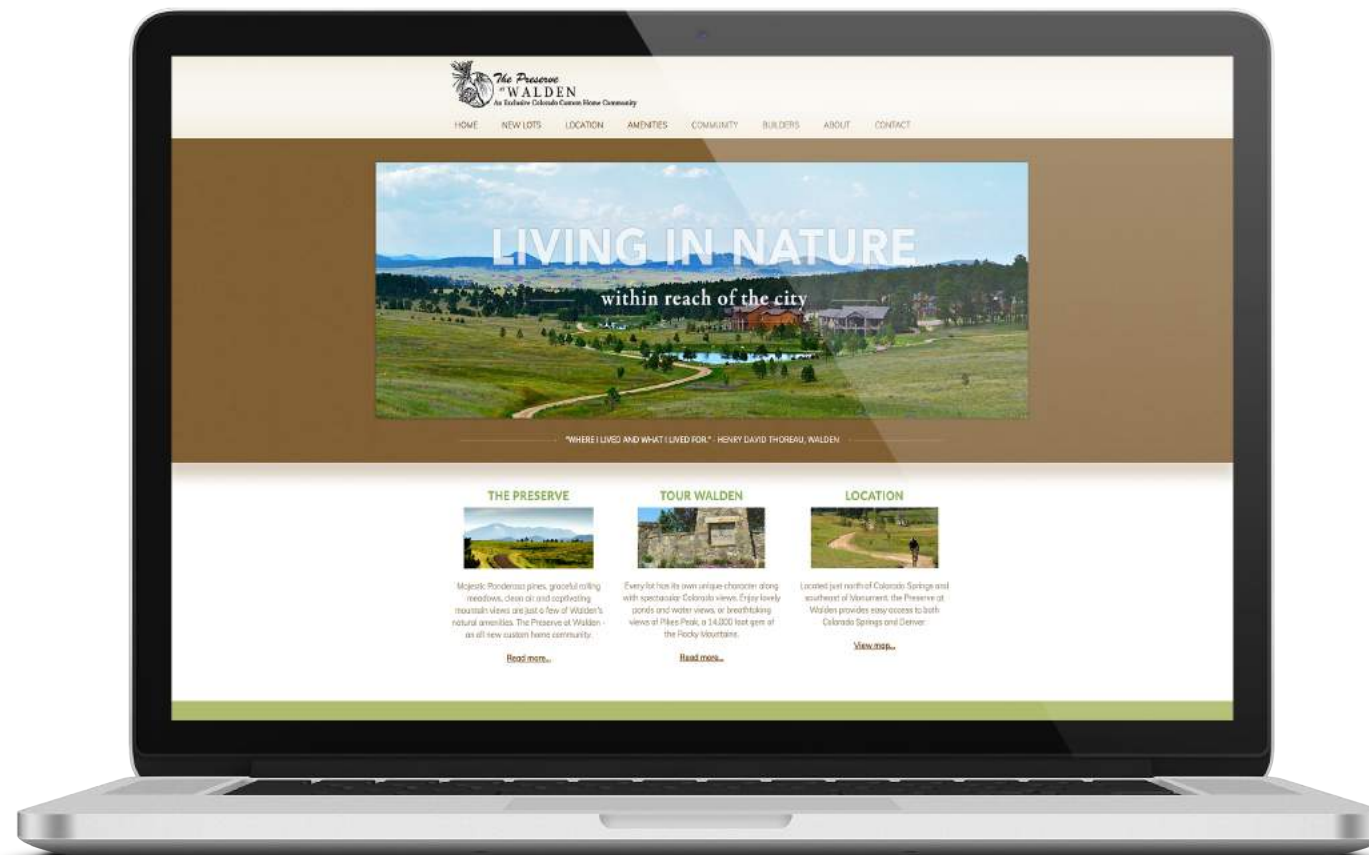 The Preserve
at WALDEN
An Exclusive Colorado Custom Home Community
HOME NEW LOTS LOCATION AMENITIES COMMUNITY BUILDERS ABOUT CONTACT
LIVING IN NATURE
within reach of the city
"WHERE I LIVED AND WHAT I LIVED FOR." - HENRY DAVID THOREAU, WALDEN
THE PRESERVE
Majestic Ponderosa pines, graceful rolling
meadows, clean air and captivating
mountain views are just a few of Walden's
natural amenities. The Preserve at Walden -
an all new custom home community.
Read more...
TOUR WALDEN
Every lot has its own unique character along
with spectacular Colorado views. Enjoy lovely
ponds and water views, or breathtaking
views of Pikes Peak, a 14,000 foot gem of
the Rocky Mountains.
Read more...
LOCATION
Located just north of Colorado Springs and
southeast of Monument, the Preserve at
Walden provides easy access to both
Colorado Springs and Denver.
View map...